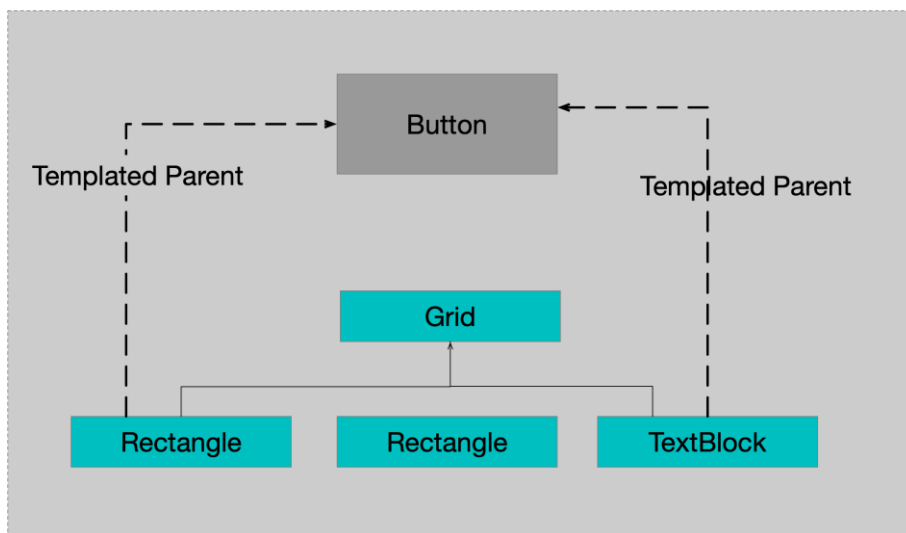 Button
Templated Parent
Templated Parent
Grid
Rectangle
Rectangle
TextBlock